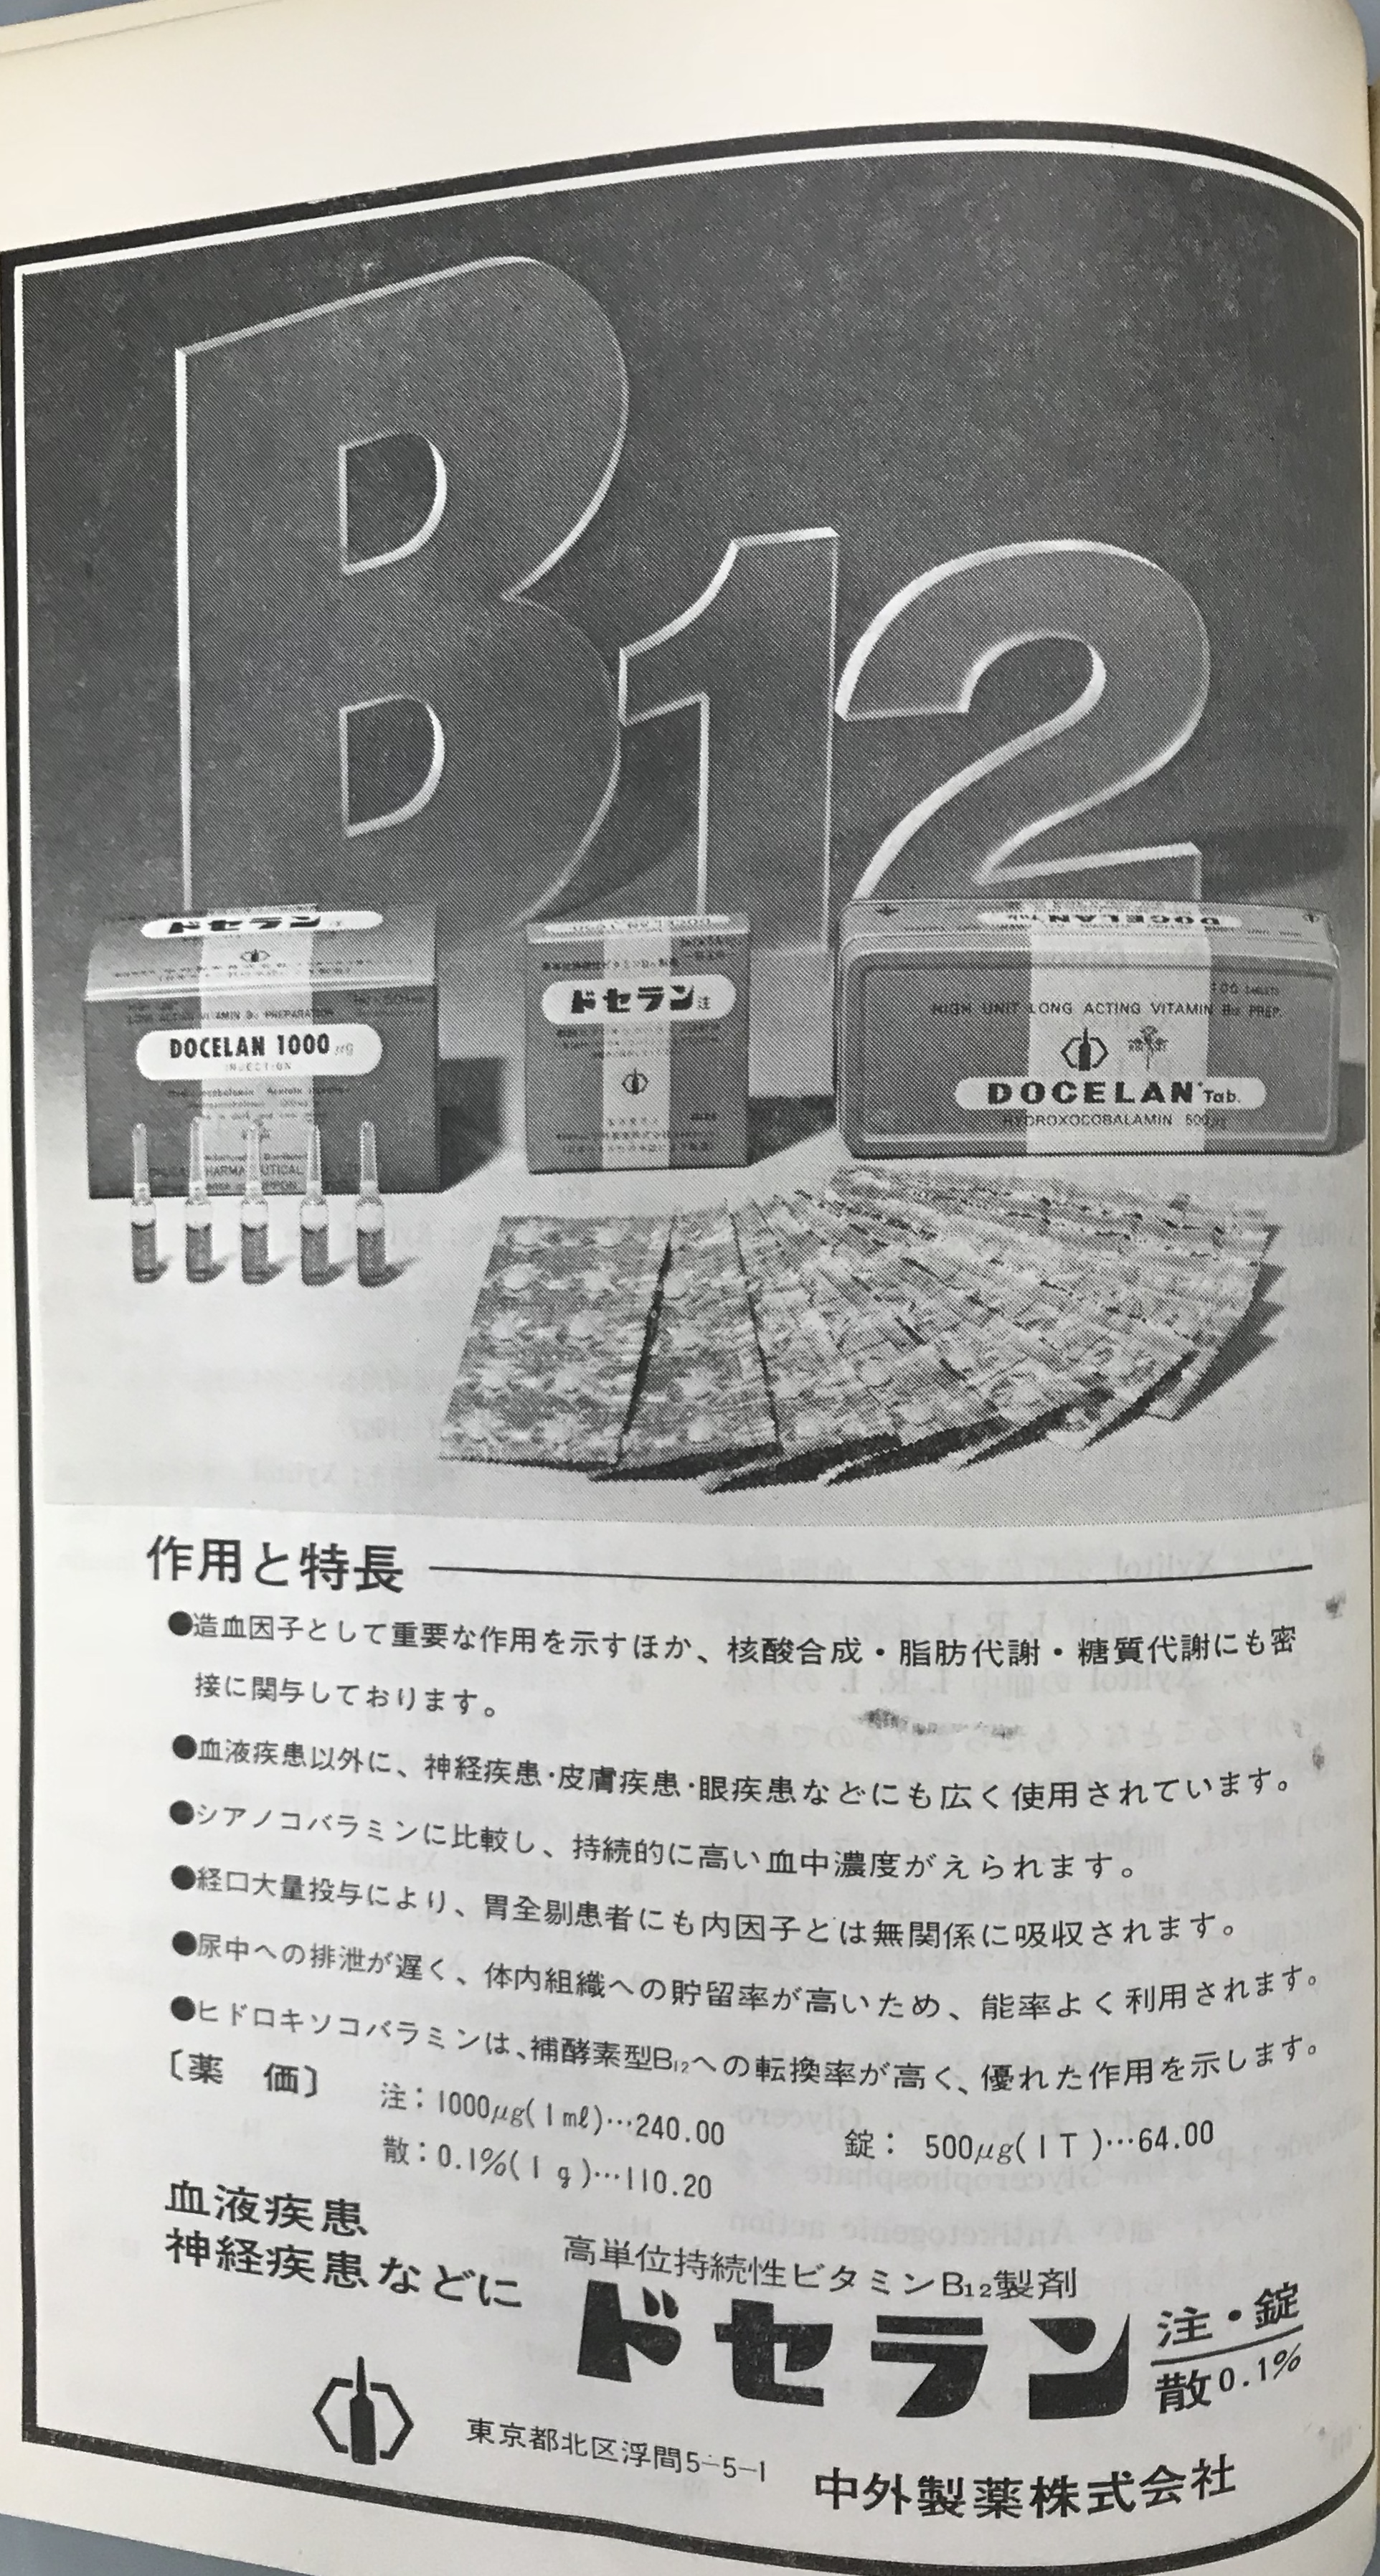 B12
ドセラン
DOCELAN 1000 μg
INJECTION
DOCELAN
ドセラン注
DOCELAN Tab.
100 TABLETS
HIGH UNIT LONG ACTING VITAMIN B12 PREP.
DOCELAN Tab.
HYDROXOCOBALAMIN 500μg
作用と特長
●造血因子として重要な作用を示すほか、核酸合成・脂肪代謝・糖質代謝にも密
接に関与しております。
●血液疾患以外に、神経疾患・皮膚疾患・眼疾患などにも広く使用されています。
●シアノコバラミンに比較し、持続的に高い血中濃度がえられます。
●経口大量投与により、胃全剔患者にも内因子とは無関係に吸収されます。
●尿中への排泄が遅く、体内組織への貯留率が高いため、能率よく利用されます。
●ヒドロキソコバラミンは、補酵素型B₁₂への転換率が高く、優れた作用を示します。
〔薬　価〕
注：1000μg(1mℓ)…240.00
錠： 500μg(1T)…64.00
散：0.1%(1g)…110.20
血液疾患
神経疾患などに
高単位持続性ビタミンB₁₂製剤
ドセラン 注・錠
散0.1%
東京都北区浮間5-5-1
中外製薬株式会社